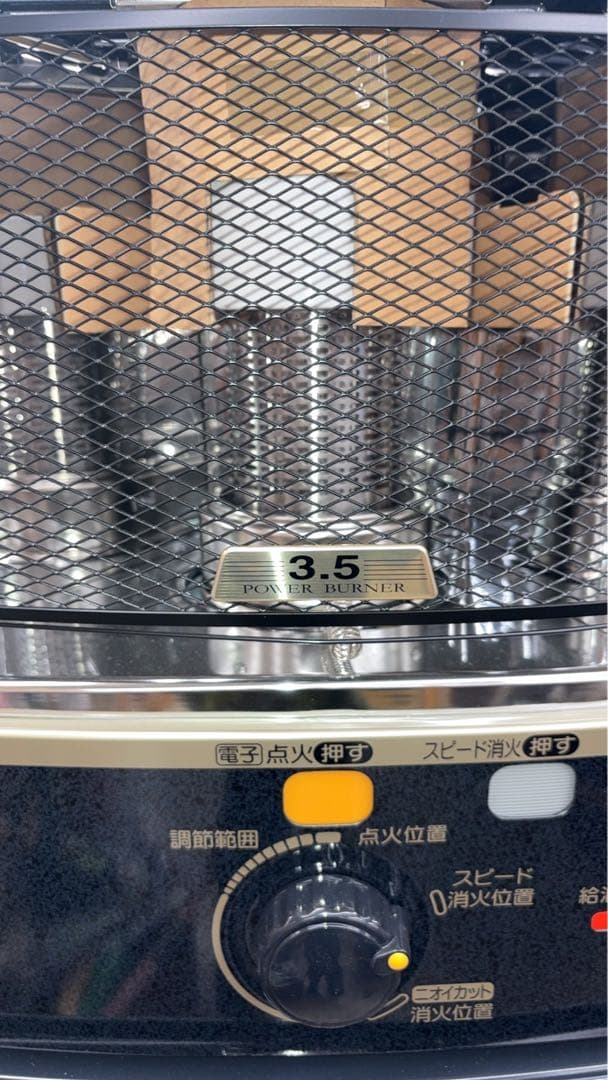 3.5
POWER BURNER
電子点火押す
スピード消火押す
調節範囲
点火位置
スピード
消火位置
給
ニオイカット
消火位置